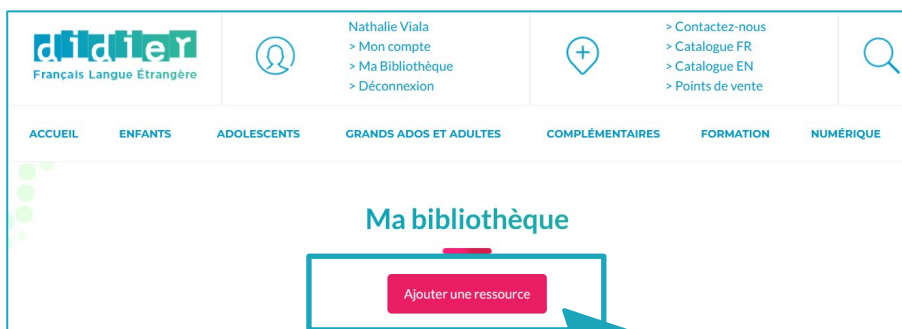 didier
Français Langue Étrangère
Nathalie Viala
> Mon compte
> Ma Bibliothèque
> Déconnexion
> Contactez-nous
> Catalogue FR
> Catalogue EN
> Points de vente
ACCUEIL ENFANTS ADOLESCENTS GRANDS ADOS ET ADULTES COMPLÉMENTAIRES FORMATION NUMÉRIQUE
Ma bibliothèque
Ajouter une ressource